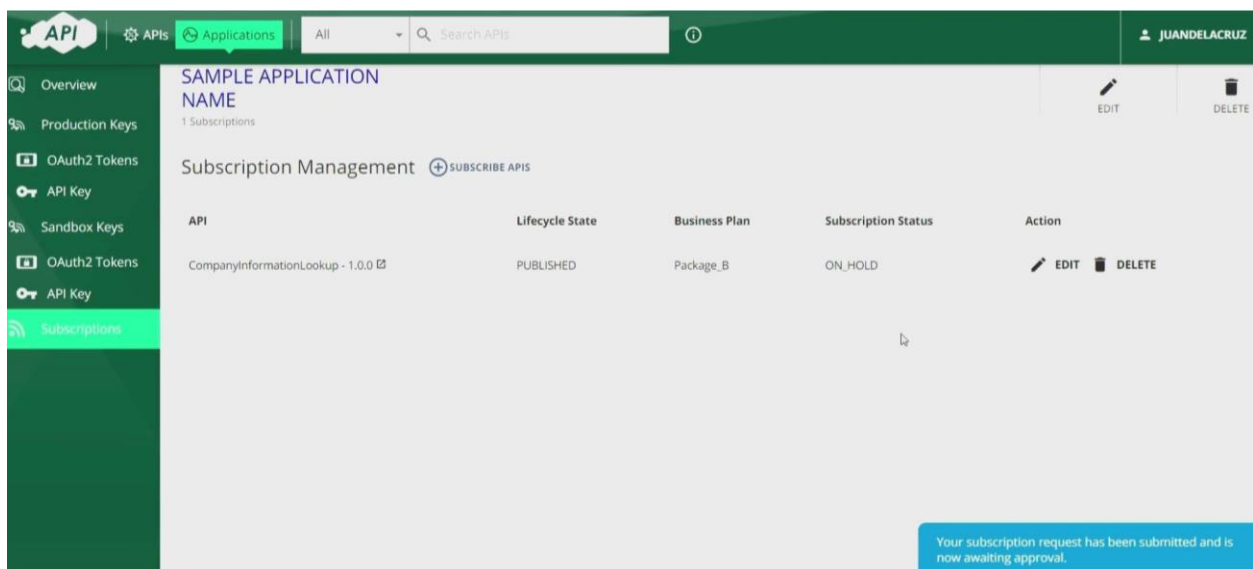 API
APIs
Applications
All
Search APIs
JUANDELACRUZ
Overview
Production Keys
OAuth2 Tokens
API Key
Sandbox Keys
OAuth2 Tokens
API Key
Subscriptions
SAMPLE APPLICATION
NAME
1 Subscriptions
EDIT
DELETE
Subscription Management
SUBSCRIBE APIS
API Lifecycle State Business Plan Subscription Status Action
CompanyInformationLookup - 1.0.0 PUBLISHED Package_B ON_HOLD EDIT DELETE
Your subscription request has been submitted and is
now awaiting approval.